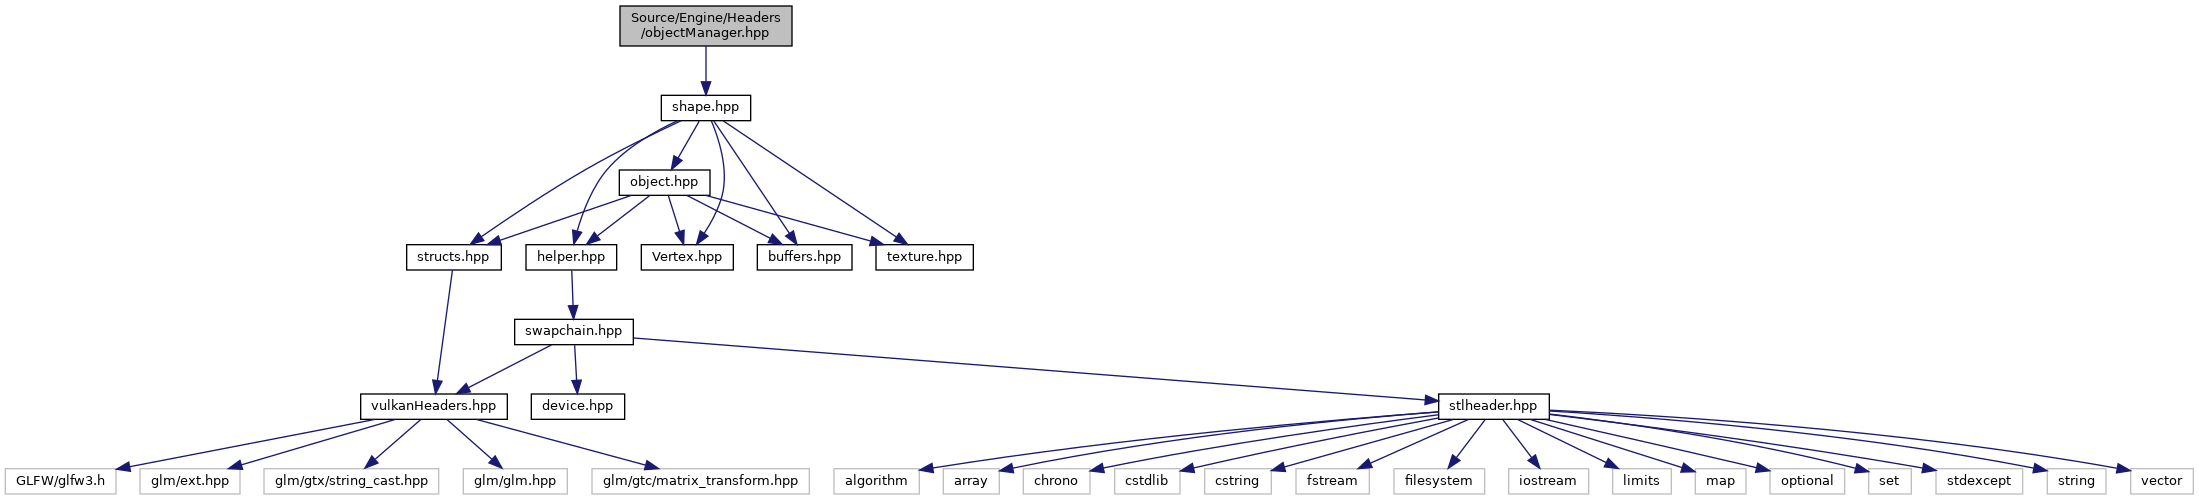 Source/Engine/Headers
/objectManager.hpp
shape.hpp
object.hpp
structs.hpp
helper.hpp
Vertex.hpp
buffers.hpp
texture.hpp
swapchain.hpp
vulkanHeaders.hpp
device.hpp
stlheader.hpp
GLFW/glfw3.h
glm/ext.hpp
glm/gtx/string_cast.hpp
glm/glm.hpp
glm/gtc/matrix_transform.hpp
algorithm
array
chrono
cstdlib
cstring
fstream
filesystem
iostream
limits
map
optional
set
stdexcept
string
vector